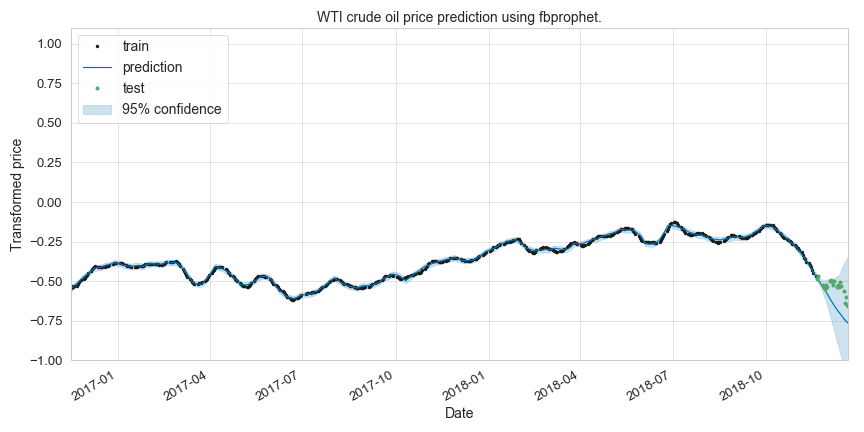 WTI crude oil price prediction using fbprophet.
train
prediction
test
95% confidence
1.00
0.75
0.50
0.25
0.00
−0.25
−0.50
−0.75
−1.00
Transformed price
2017-01
2017-04
2017-07
2017-10
2018-01
2018-04
2018-07
2018-10
Date